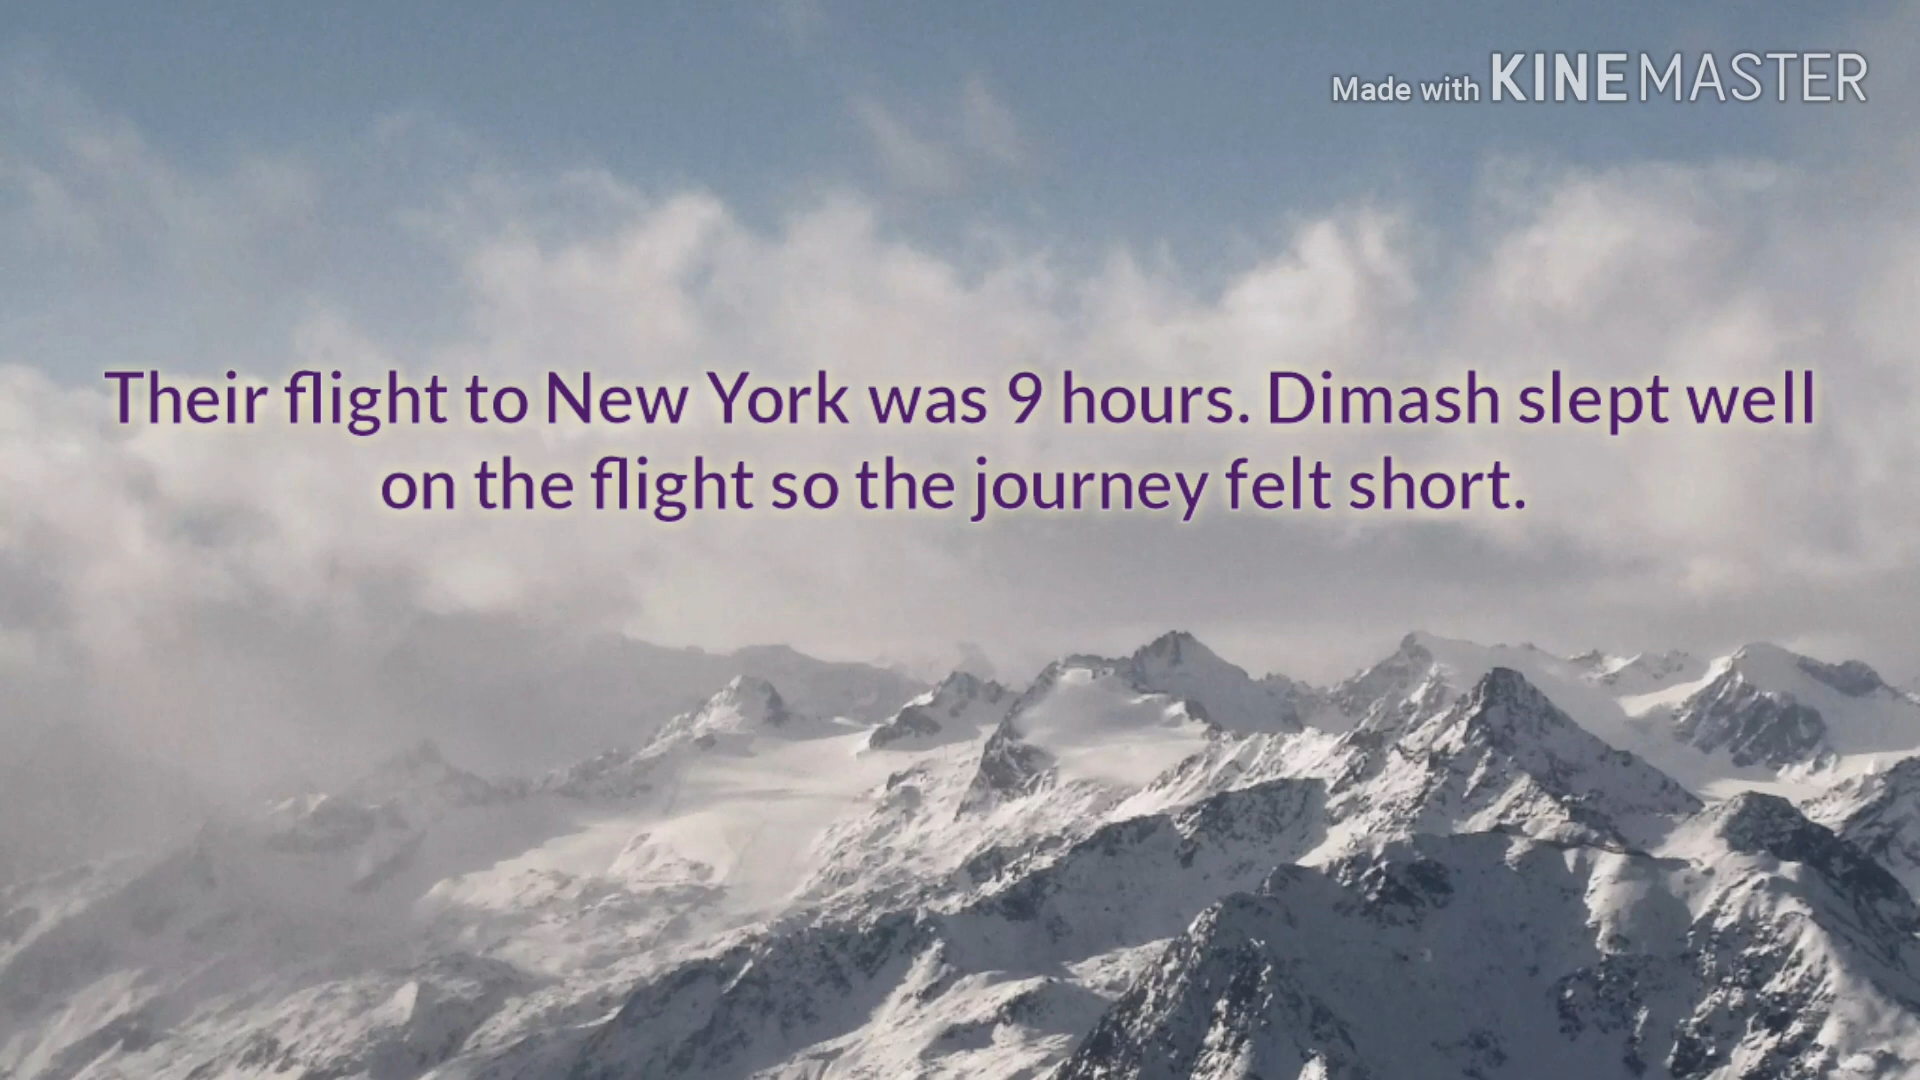 Made with KINEMASTER
Their flight to New York was 9 hours. Dimash slept well
on the flight so the journey felt short.